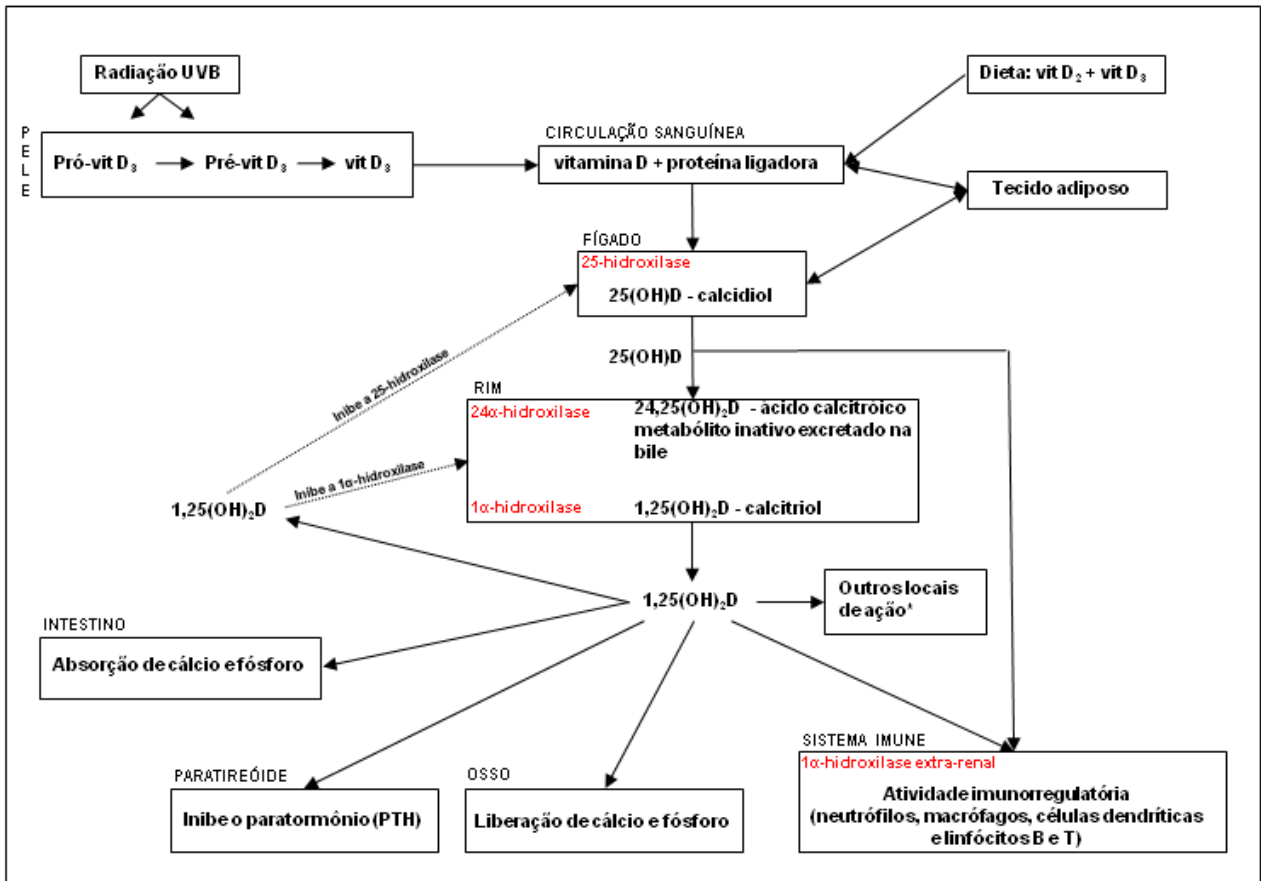 Radiação UVB
Dieta: vit D₂ + vit D₃
PELE
Pró-vit D₃
Pré-vit D₃
vit D₃
CIRCULAÇÃO SANGUÍNEA
vitamina D + proteína ligadora
Tecido adiposo
FÍGADO
25-hidroxilase
25(OH)D - calcidiol
25(OH)D
Inibe a 25-hidroxilase
RIM
24α-hidroxilase
24,25(OH)₂D - ácido calcitróico
metabólito inativo excretado na
bile
Inibe a 1α-hidroxilase
1α-hidroxilase
1,25(OH)₂D - calcitriol
1,25(OH)₂D
1,25(OH)₂D
Outros locais
de ação*
INTESTINO
Absorção de cálcio e fósforo
PARATIREÓIDE
Inibe o paratormônio (PTH)
OSSO
Liberação de cálcio e fósforo
SISTEMA IMUNE
1α-hidroxilase extra-renal
Atividade imunorregulatória
(neutrófilos, macrófagos, células dendríticas
e linfócitos B e T)